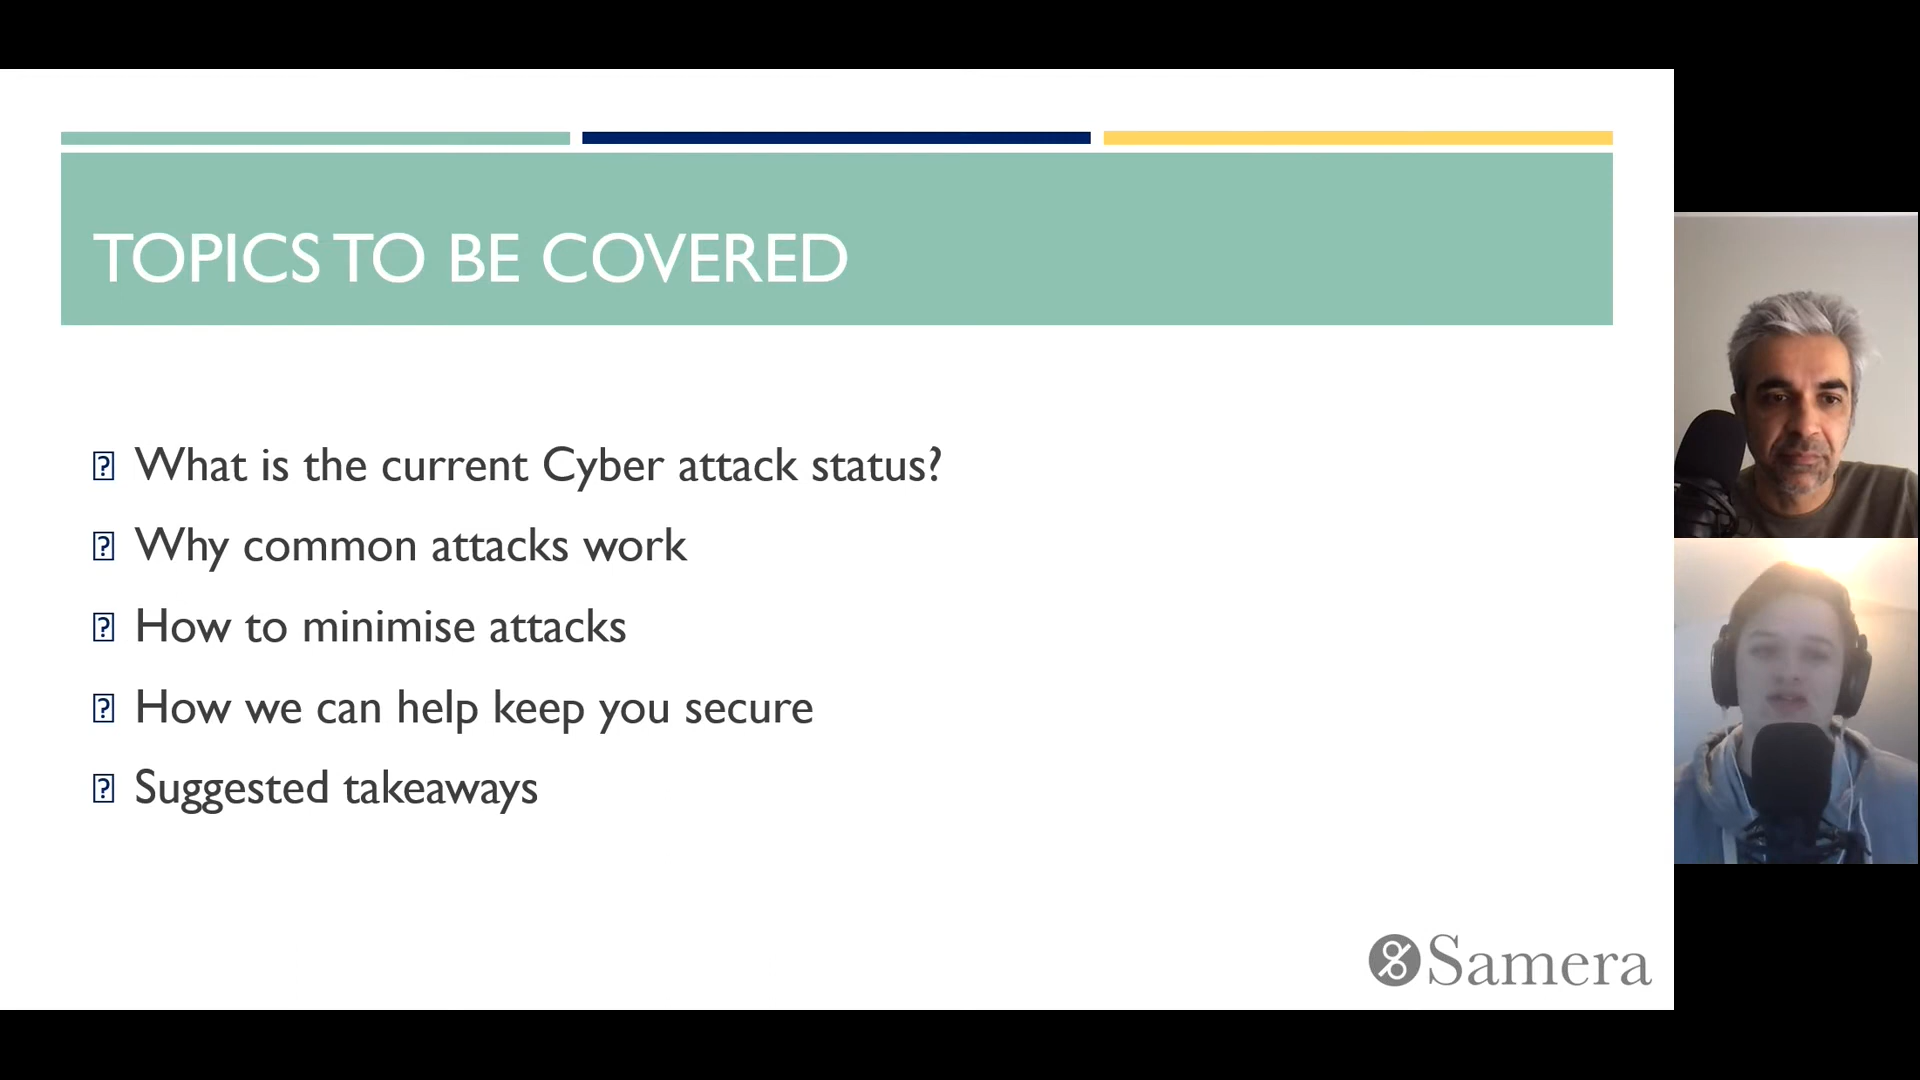 TOPICS TO BE COVERED
What is the current Cyber attack status?
Why common attacks work
How to minimise attacks
How we can help keep you secure
Suggested takeaways
Samera